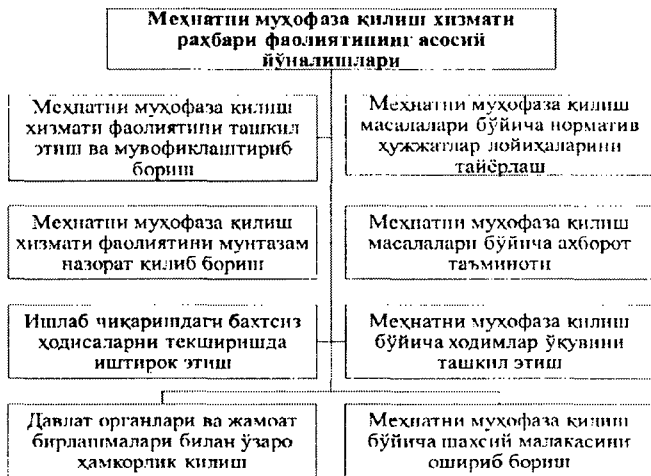 Меҳнатни муҳофаза қилиш хизмати
раҳбари фаолиятининг асосий
йўналишлари
Меҳнатни муҳофаза қилиш
хизмати фаолиятини ташкил
этиш ва мувофиқлаштириб
бориш
Меҳнатни муҳофаза қилиш
масалалари бўйича норматив
ҳужжатлар лойиҳаларини
тайёрлаш
Меҳнатни муҳофаза қилиш
хизмати фаолиятини мунтазам
назорат қилиб бориш
Меҳнатни муҳофаза қилиш
масалалари бўйича ахборот
таъминоти
Ишлаб чиқаришдаги бахтсиз
ҳодисаларни текширишда
иштирок этиш
Меҳнатни муҳофаза қилиш
бўйича ходимлар ўқувини
ташкил этиш
Давлат органлари ва жамоат
бирлашмалари билан ўзаро
ҳамкорлик қилиш
Меҳнатни муҳофаза қилиш
бўйича шахсий малакасини
ошириб бориш